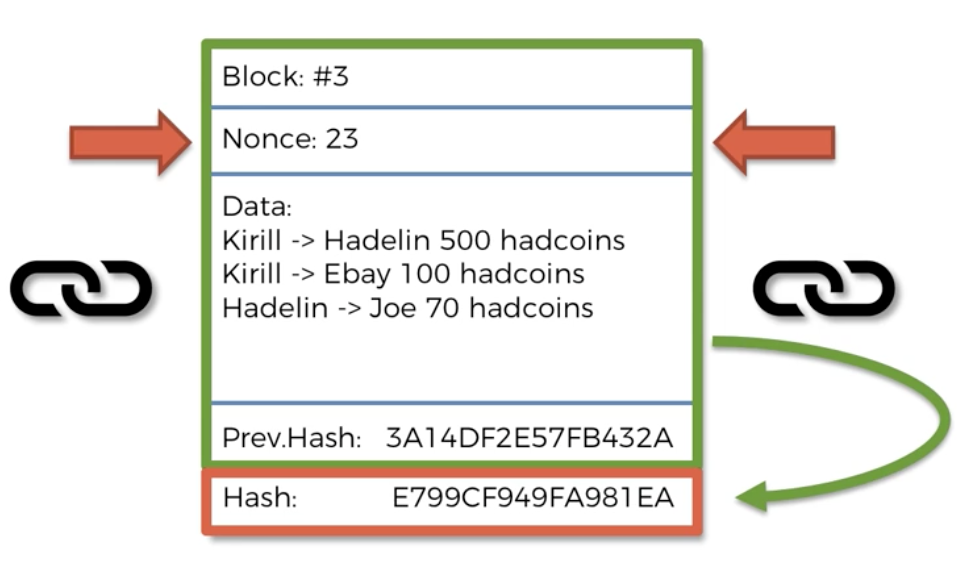 Block: #3
Nonce: 23
Data:
Kirill -> Hadelin 500 hadcoins
Kirill -> Ebay 100 hadcoins
Hadelin -> Joe 70 hadcoins
Prev.Hash: 3A14DF2E57FB432A
Hash: E799CF949FA981EA